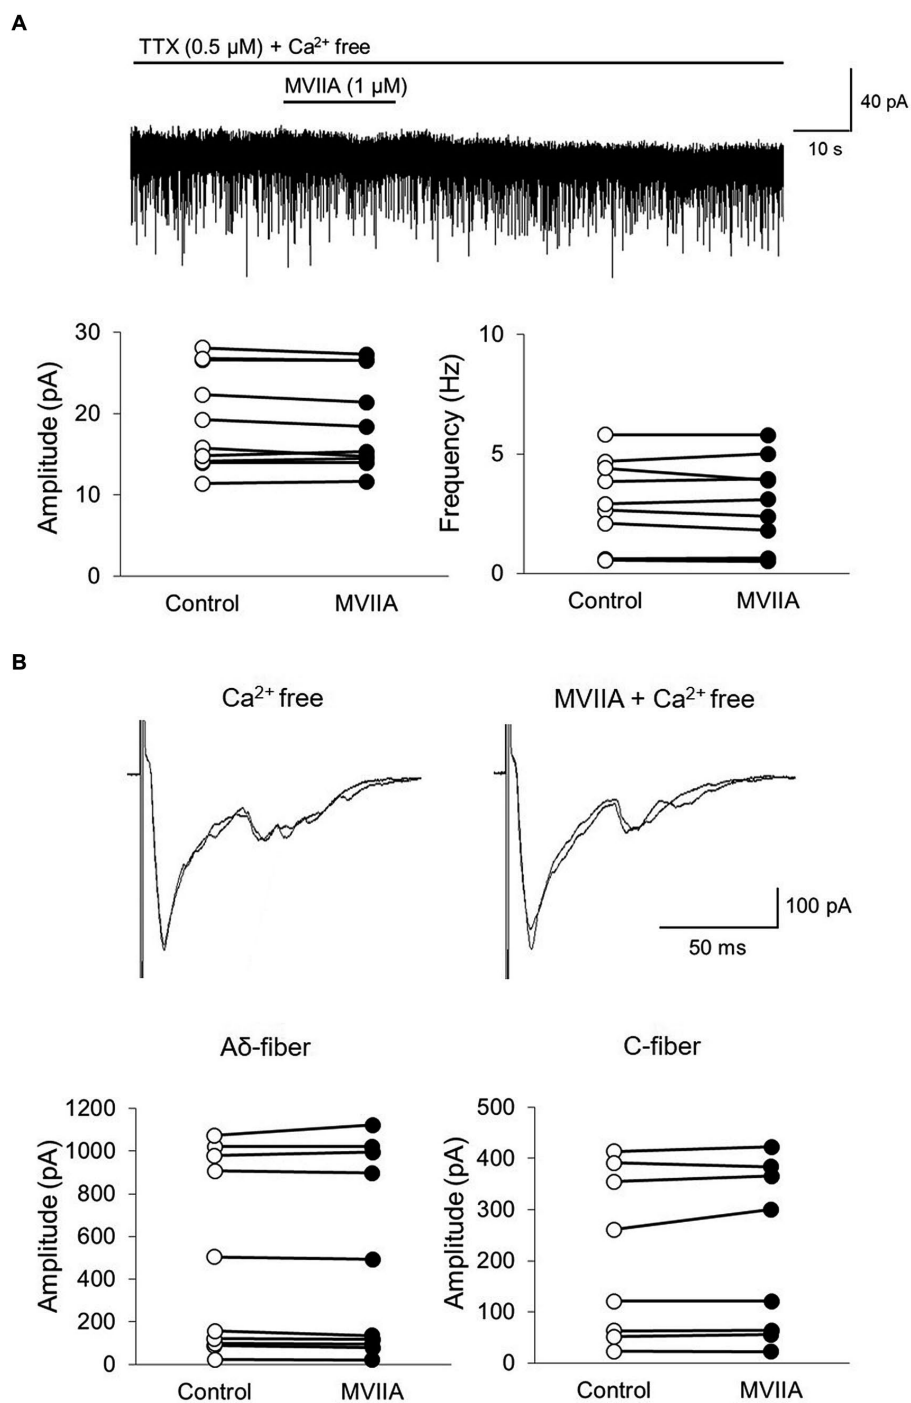 A
TTX (0.5 μM) + Ca²⁺ free
MVIIA (1 μM)
40 pA
10 s
30
20
10
0
Amplitude (pA)
Control
MVIIA
10
5
0
Frequency (Hz)
Control
MVIIA
B
Ca²⁺ free
MVIIA + Ca²⁺ free
100 pA
50 ms
Aδ-fiber
1200
1000
800
600
400
200
0
Amplitude (pA)
Control
MVIIA
C-fiber
500
400
300
200
100
0
Amplitude (pA)
Control
MVIIA